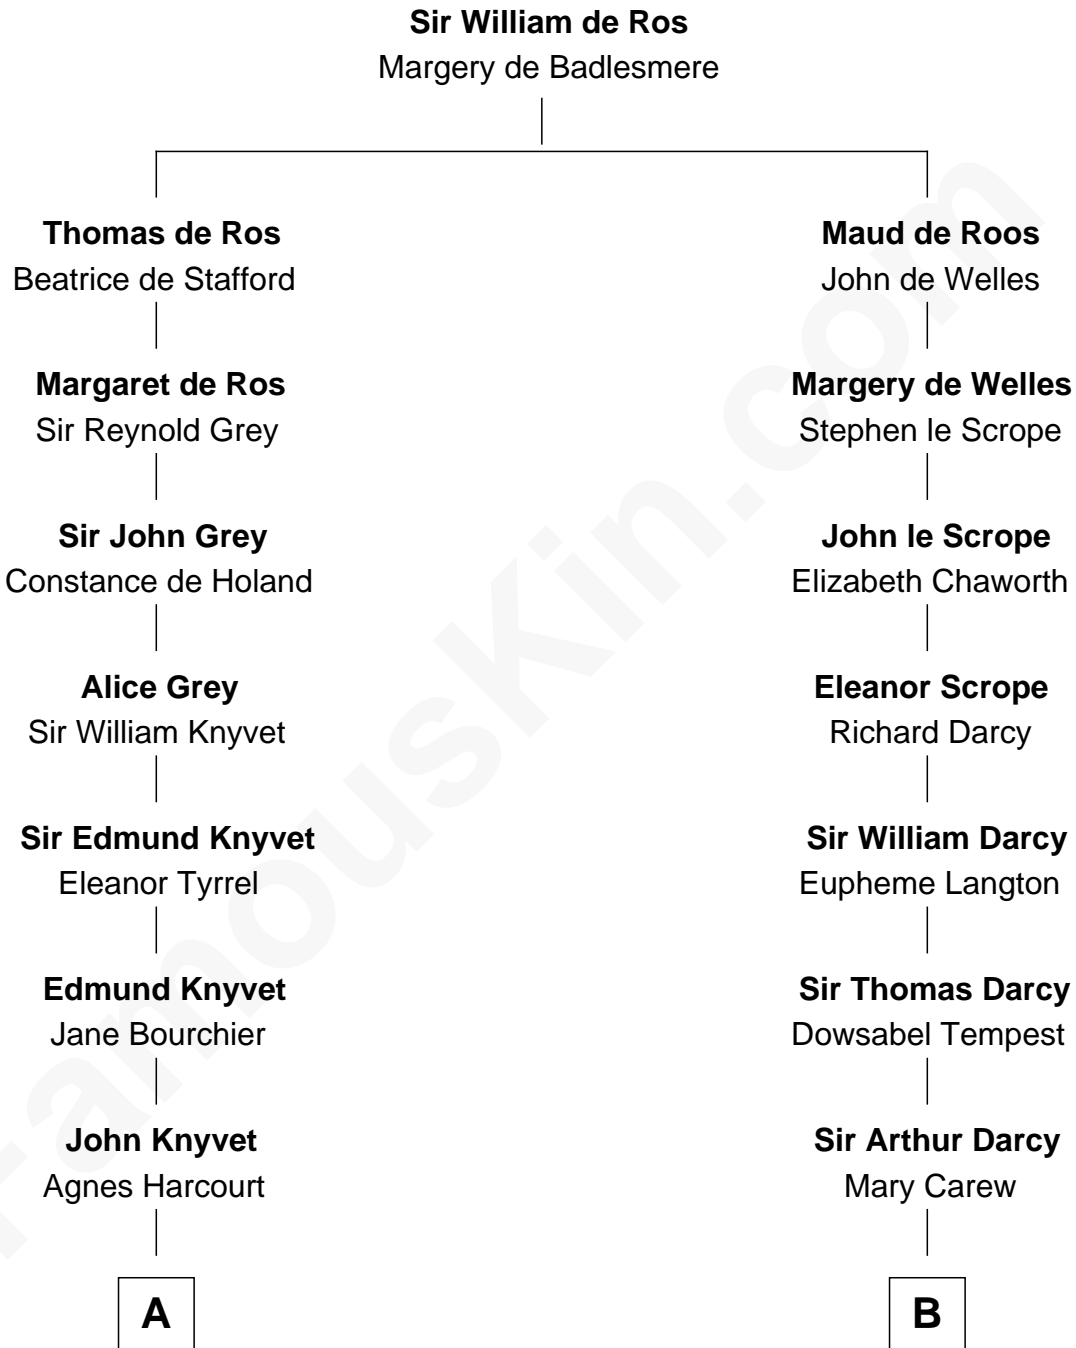 Sir William de Ros
Margery de Badlesmere
Thomas de Ros
Beatrice de Stafford
Margaret de Ros
Sir Reynold Grey
Sir John Grey
Constance de Holand
Alice Grey
Sir William Knyvet
Sir Edmund Knyvet
Eleanor Tyrrel
Edmund Knyvet
Jane Bourchier
John Knyvet
Agnes Harcourt
A
Maud de Roos
John de Welles
Margery de Welles
Stephen le Scrope
John le Scrope
Elizabeth Chaworth
Eleanor Scrope
Richard Darcy
Sir William Darcy
Eupheme Langton
Sir Thomas Darcy
Dowsabel Tempest
Sir Arthur Darcy
Mary Carew
B
FamousKin.com